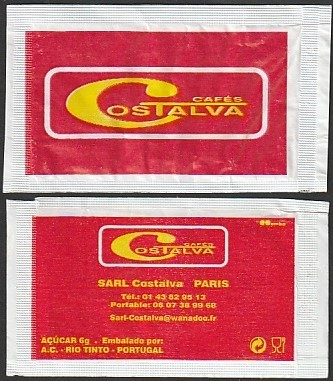 CAFÉS
COSTALVA
CAFÉS
COSTALVA
SARL Costalva PARIS
Tél.: 01 43 82 95 13
Portable: 06 07 38 99 68
Sarl-Costalva@wanadoo.fr
AÇÚCAR 6g - Embalado por:
A.C. - RIO TINTO - PORTUGAL